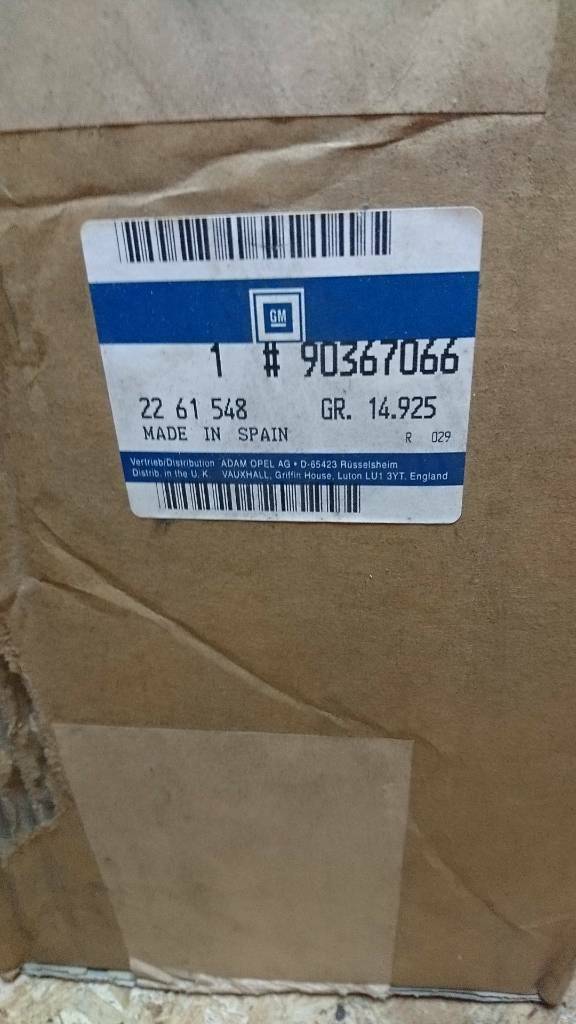 GM
1 # 90367066
22 61 548 GR. 14.925
MADE IN SPAIN R 029
Vertrieb/Distribution ADAM OPEL AG • D-65423 Rüsselsheim
Distrib. in the U. K. VAUXHALL, Griffin House, Luton LU1 3YT. England